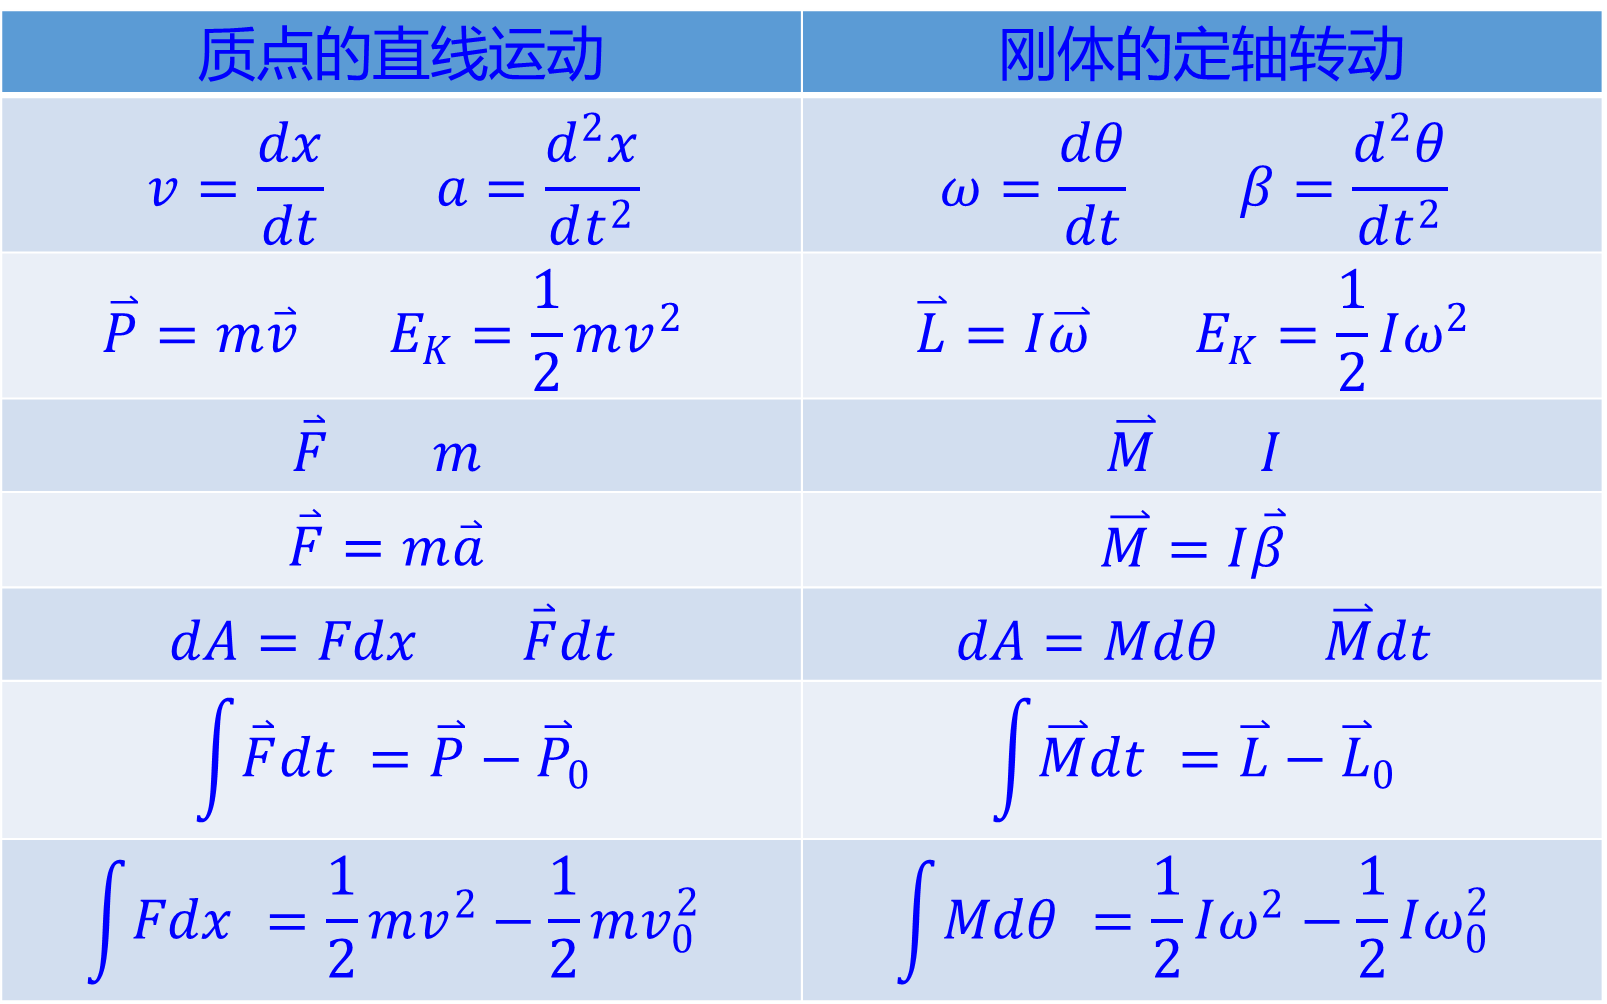 质点的直线运动 刚体的定轴转动
v = dx/dt a = d²x/dt² ω = dθ/dt β = d²θ/dt²
P⃗ = mv⃗ E_K = 1/2 mv² L⃗ = Iω⃗ E_K = 1/2 Iω²
F⃗ m M⃗ I
F⃗ = ma⃗ M⃗ = Iβ⃗
dA = Fdx F⃗dt dA = Mdθ M⃗dt
∫F⃗dt = P⃗ − P⃗₀ ∫M⃗dt = L⃗ − L⃗₀
∫Fdx = 1/2 mv² − 1/2 mv₀² ∫Mdθ = 1/2 Iω² − 1/2 Iω₀²